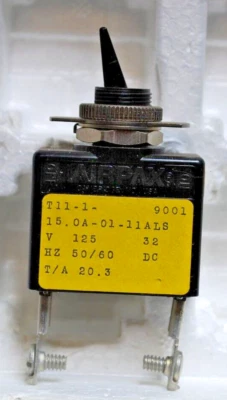 AIRPAX
T11-1- 9001
15.0A-01-11ALS
V 125 32
HZ 50/60 DC
T/A 20.3